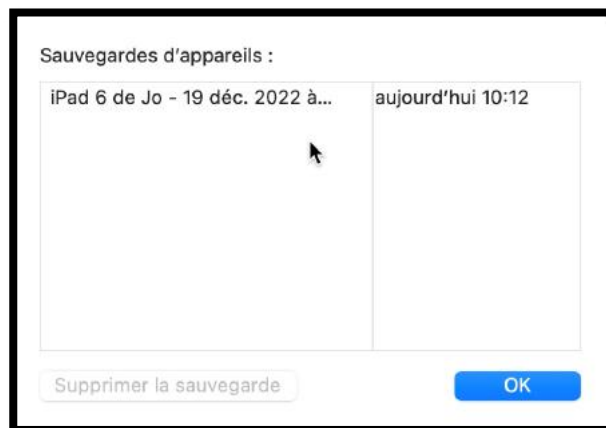 Sauvegardes d'appareils :
iPad 6 de Jo - 19 déc. 2022 à... aujourd'hui 10:12
Supprimer la sauvegarde OK